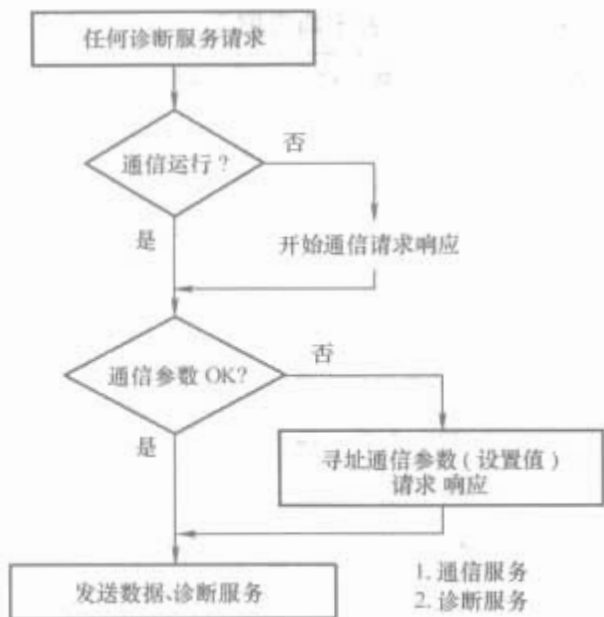 任何诊断服务请求
通信运行？
否
是
开始通信请求响应
通信参数 OK?
否
是
寻址通信参数(设置值)
请求 响应
发送数据、诊断服务
1. 通信服务
2. 诊断服务